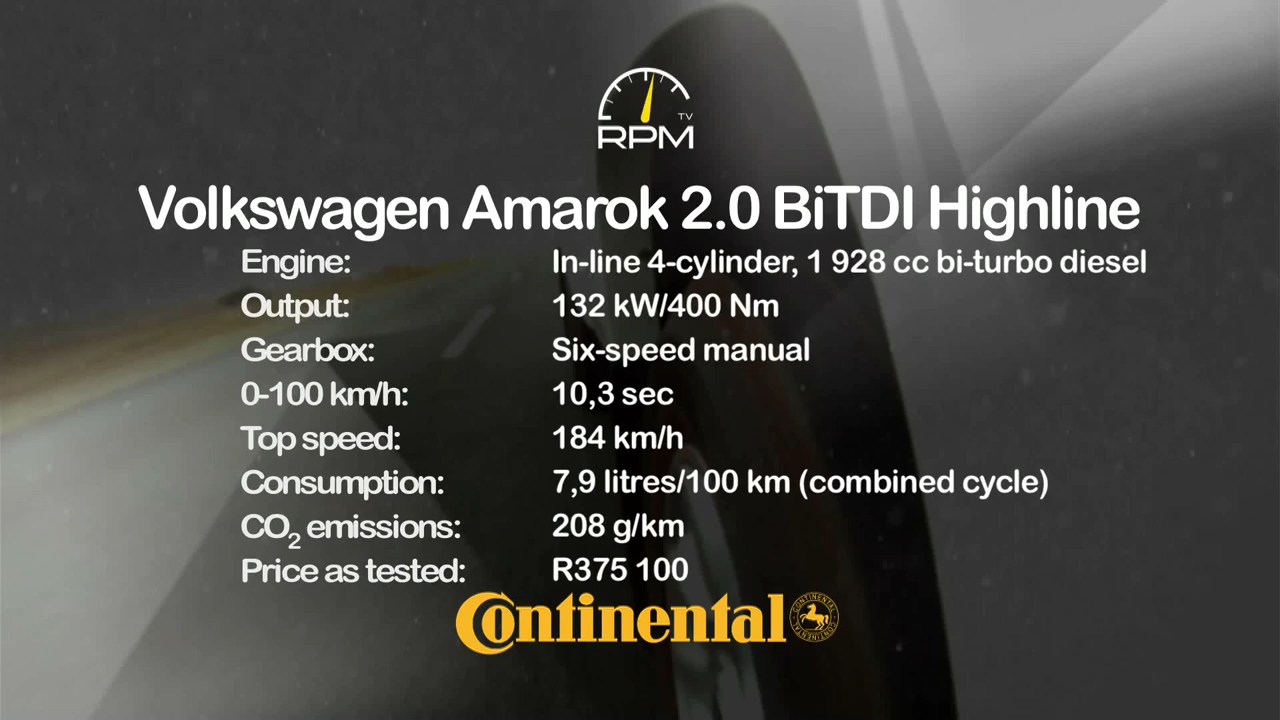 TV
RPM
Volkswagen Amarok 2.0 BiTDI Highline
Engine: In-line 4-cylinder, 1 928 cc bi-turbo diesel
Output: 132 kW/400 Nm
Gearbox: Six-speed manual
0-100 km/h: 10,3 sec
Top speed: 184 km/h
Consumption: 7,9 litres/100 km (combined cycle)
CO₂ emissions: 208 g/km
Price as tested: R375 100
Continental
CONTINENTAL
CONTINENTAL